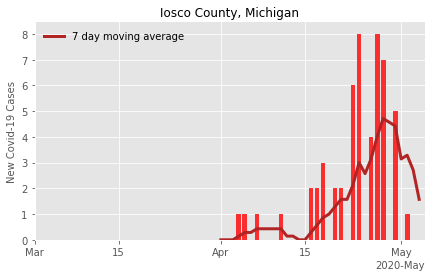 Iosco County, Michigan
7 day moving average
New Covid-19 Cases
8
7
6
5
4
3
2
1
0
Mar
15
Apr
15
May
2020-May